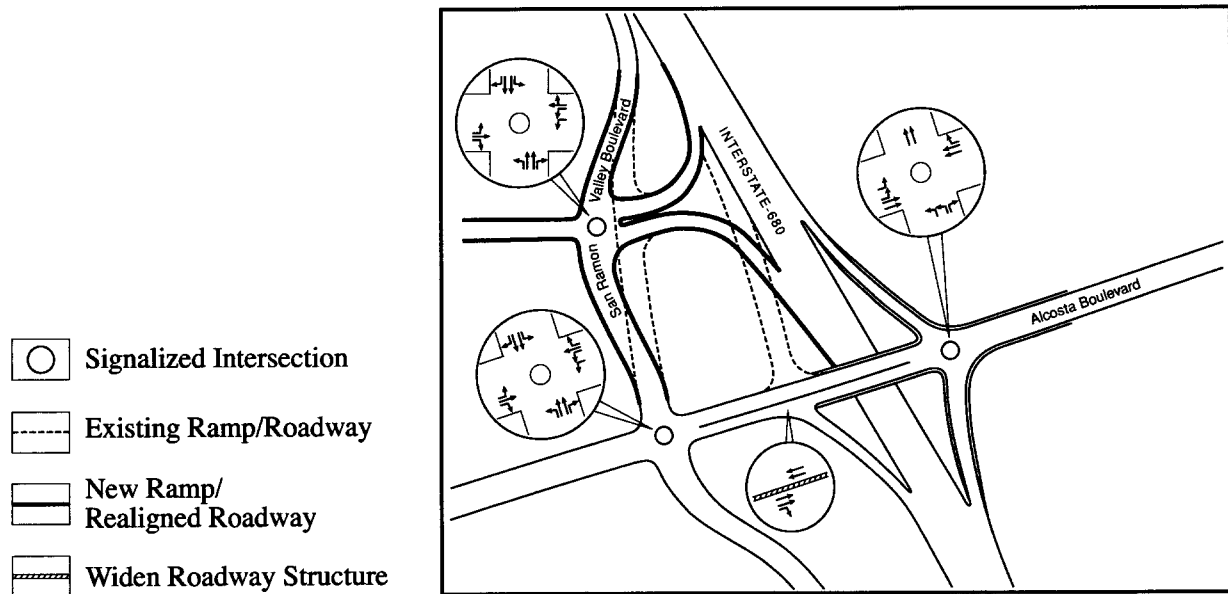 Signalized Intersection
Existing Ramp/Roadway
New Ramp/
Realigned Roadway
Widen Roadway Structure
San Ramon
Valley Boulevard
INTERSTATE-680
Alcosta Boulevard